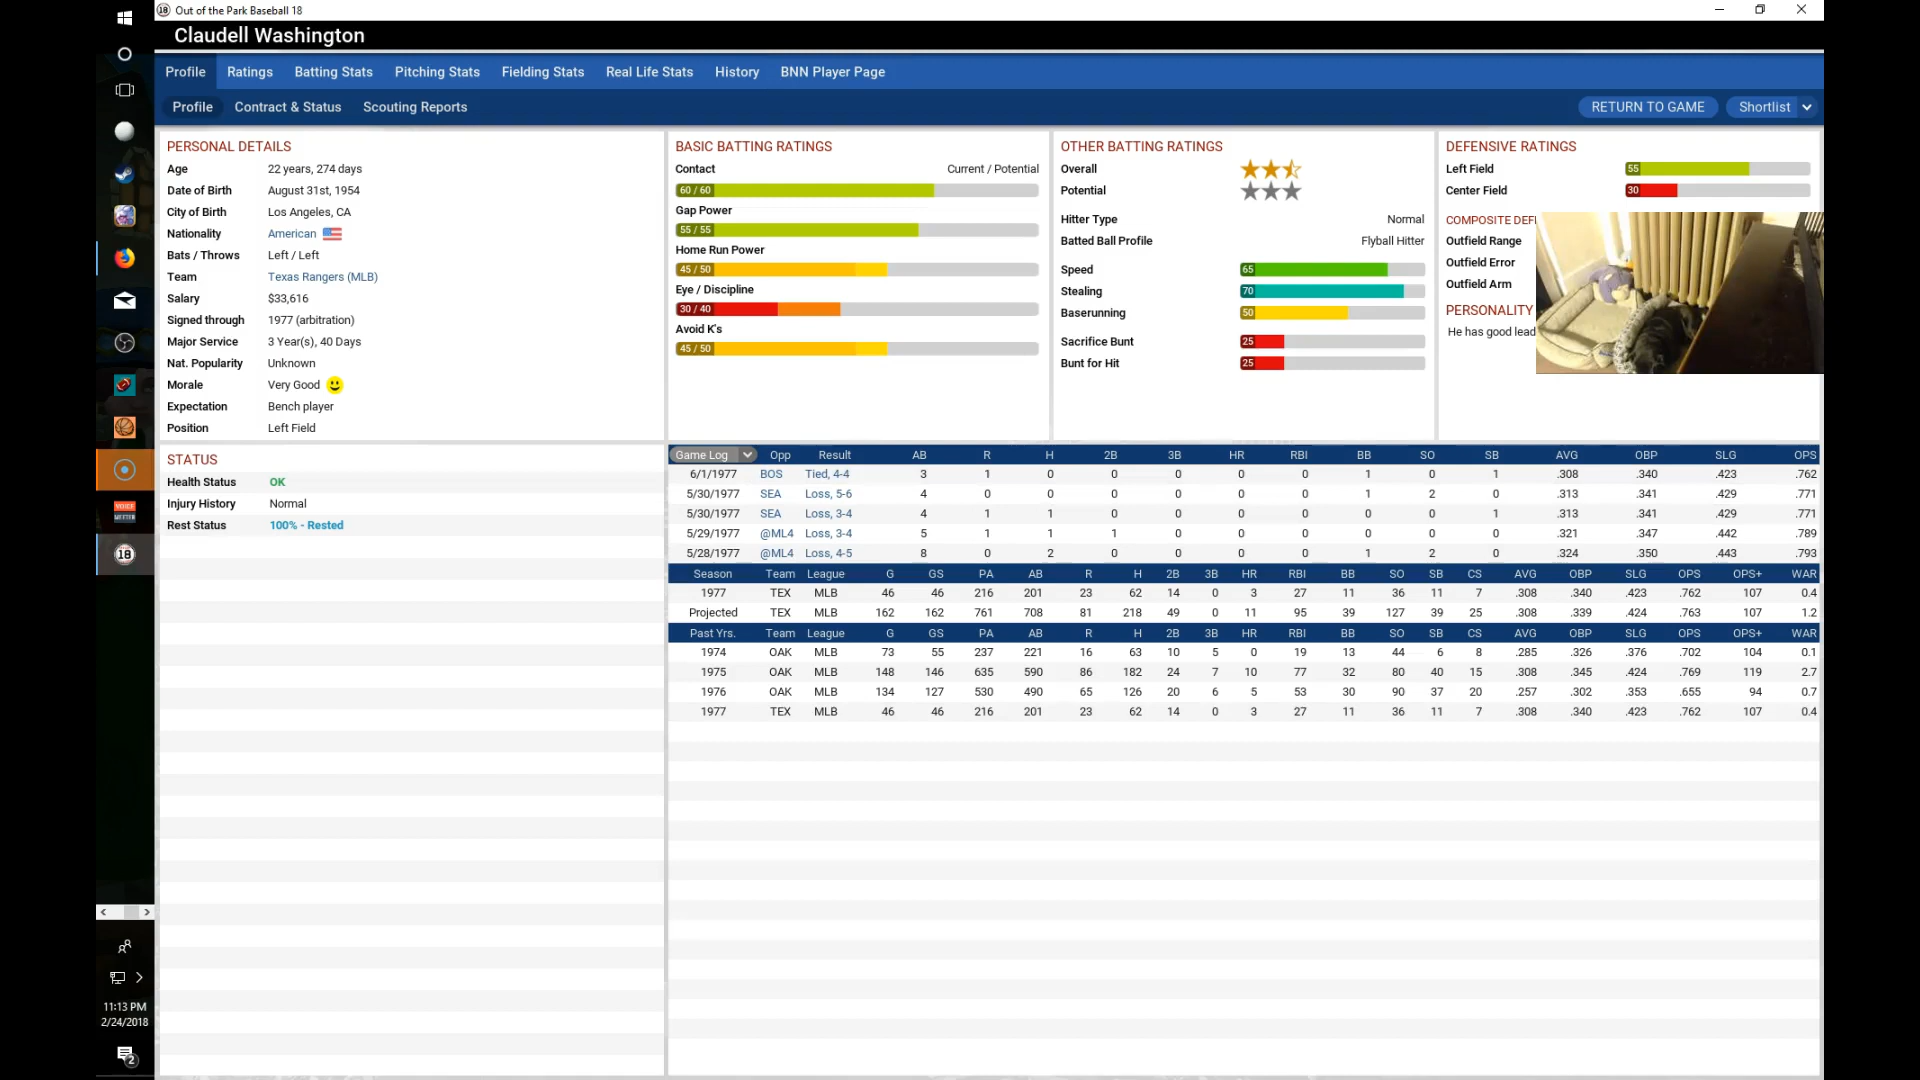 Out of the Park Baseball 18
Claudell Washington
Profile Ratings Batting Stats Pitching Stats Fielding Stats Real Life Stats History BNN Player Page
Profile Contract & Status Scouting Reports RETURN TO GAME Shortlist
PERSONAL DETAILS
Age 22 years, 274 days
Date of Birth August 31st, 1954
City of Birth Los Angeles, CA
Nationality American
Bats / Throws Left / Left
Team Texas Rangers (MLB)
Salary $33,616
Signed through 1977 (arbitration)
Major Service 3 Year(s), 40 Days
Nat. Popularity Unknown
Morale Very Good
Expectation Bench player
Position Left Field
BASIC BATTING RATINGS
Contact Current / Potential
60 / 60
Gap Power
55 / 55
Home Run Power
45 / 50
Eye / Discipline
30 / 40
Avoid K's
45 / 50
OTHER BATTING RATINGS
Overall
Potential
Hitter Type Normal
Batted Ball Profile Flyball Hitter
Speed 65
Stealing 70
Baserunning 50
Sacrifice Bunt 25
Bunt for Hit 25
DEFENSIVE RATINGS
Left Field 55
Center Field 30
COMPOSITE DEF
Outfield Range
Outfield Error
Outfield Arm
PERSONALITY
He has good lead
STATUS
Health Status OK
Injury History Normal
Rest Status 100% - Rested
Game Log Opp Result AB R H 2B 3B HR RBI BB SO SB AVG OBP SLG OPS
6/1/1977 BOS Tied, 4-4 3 1 0 0 0 0 0 1 0 1 .308 .340 .423 .762
5/30/1977 SEA Loss, 5-6 4 0 0 0 0 0 0 1 2 0 .313 .341 .429 .771
5/30/1977 SEA Loss, 3-4 4 1 1 0 0 0 0 0 0 1 .313 .341 .429 .771
5/29/1977 @ML4 Loss, 3-4 5 1 1 1 0 0 0 0 0 0 .321 .347 .442 .789
5/28/1977 @ML4 Loss, 4-5 8 0 2 0 0 0 0 1 2 0 .324 .350 .443 .793
Season Team League G GS PA AB R H 2B 3B HR RBI BB SO SB CS AVG OBP SLG OPS OPS+ WAR
1977 TEX MLB 46 46 216 201 23 62 14 0 3 27 11 36 11 7 .308 .340 .423 .762 107 0.4
Projected TEX MLB 162 162 761 708 81 218 49 0 11 95 39 127 39 25 .308 .339 .424 .763 107 1.2
Past Yrs. Team League G GS PA AB R H 2B 3B HR RBI BB SO SB CS AVG OBP SLG OPS OPS+ WAR
1974 OAK MLB 73 55 237 221 16 63 10 5 0 19 13 44 6 8 .285 .326 .376 .702 104 0.1
1975 OAK MLB 148 146 635 590 86 182 24 7 10 77 32 80 40 15 .308 .345 .424 .769 119 2.7
1976 OAK MLB 134 127 530 490 65 126 20 6 5 53 30 90 37 20 .257 .302 .353 .655 94 0.7
1977 TEX MLB 46 46 216 201 23 62 14 0 3 27 11 36 11 7 .308 .340 .423 .762 107 0.4
18
11:13 PM
2/24/2018
2